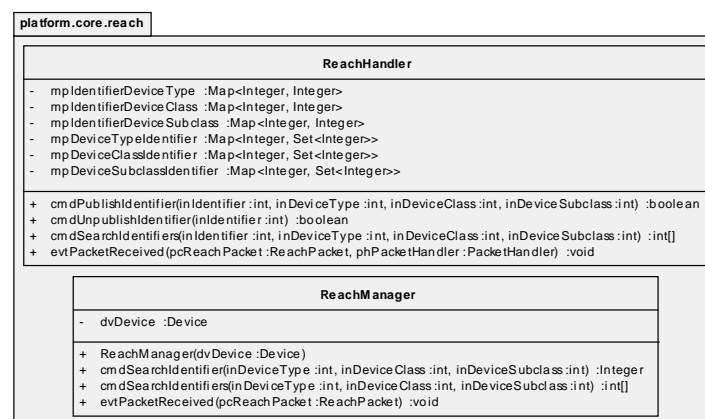 platform.core.reach
ReachHandler
- mpIdentifierDeviceType :Map<Integer, Integer>
- mpIdentifierDeviceClass :Map<Integer, Integer>
- mpIdentifierDeviceSubclass :Map<Integer, Integer>
- mpDeviceTypeIdentifier :Map<Integer, Set<Integer>>
- mpDeviceClassIdentifier :Map<Integer, Set<Integer>>
- mpDeviceSubclassIdentifier :Map<Integer, Set<Integer>>
+ cmdPublishIdentifier(inIdentifier :int, inDeviceType :int, inDeviceClass :int, inDeviceSubclass :int) :boolean
+ cmdUnpublishIdentifier(inIdentifier :int) :boolean
+ cmdSearchIdentifiers(inIdentifier :int, inDeviceType :int, inDeviceClass :int, inDeviceSubclass :int) :int[]
+ evtPacketReceived(pcReachPacket :ReachPacket, phPacketHandler :PacketHandler) :void
ReachManager
- dvDevice :Device
+ ReachManager(dvDevice :Device)
+ cmdSearchIdentifier(inDeviceType :int, inDeviceClass :int, inDeviceSubclass :int) :Integer
+ cmdSearchIdentifiers(inDeviceType :int, inDeviceClass :int, inDeviceSubclass :int) :int[]
+ evtPacketReceived(pcReachPacket :ReachPacket) :void